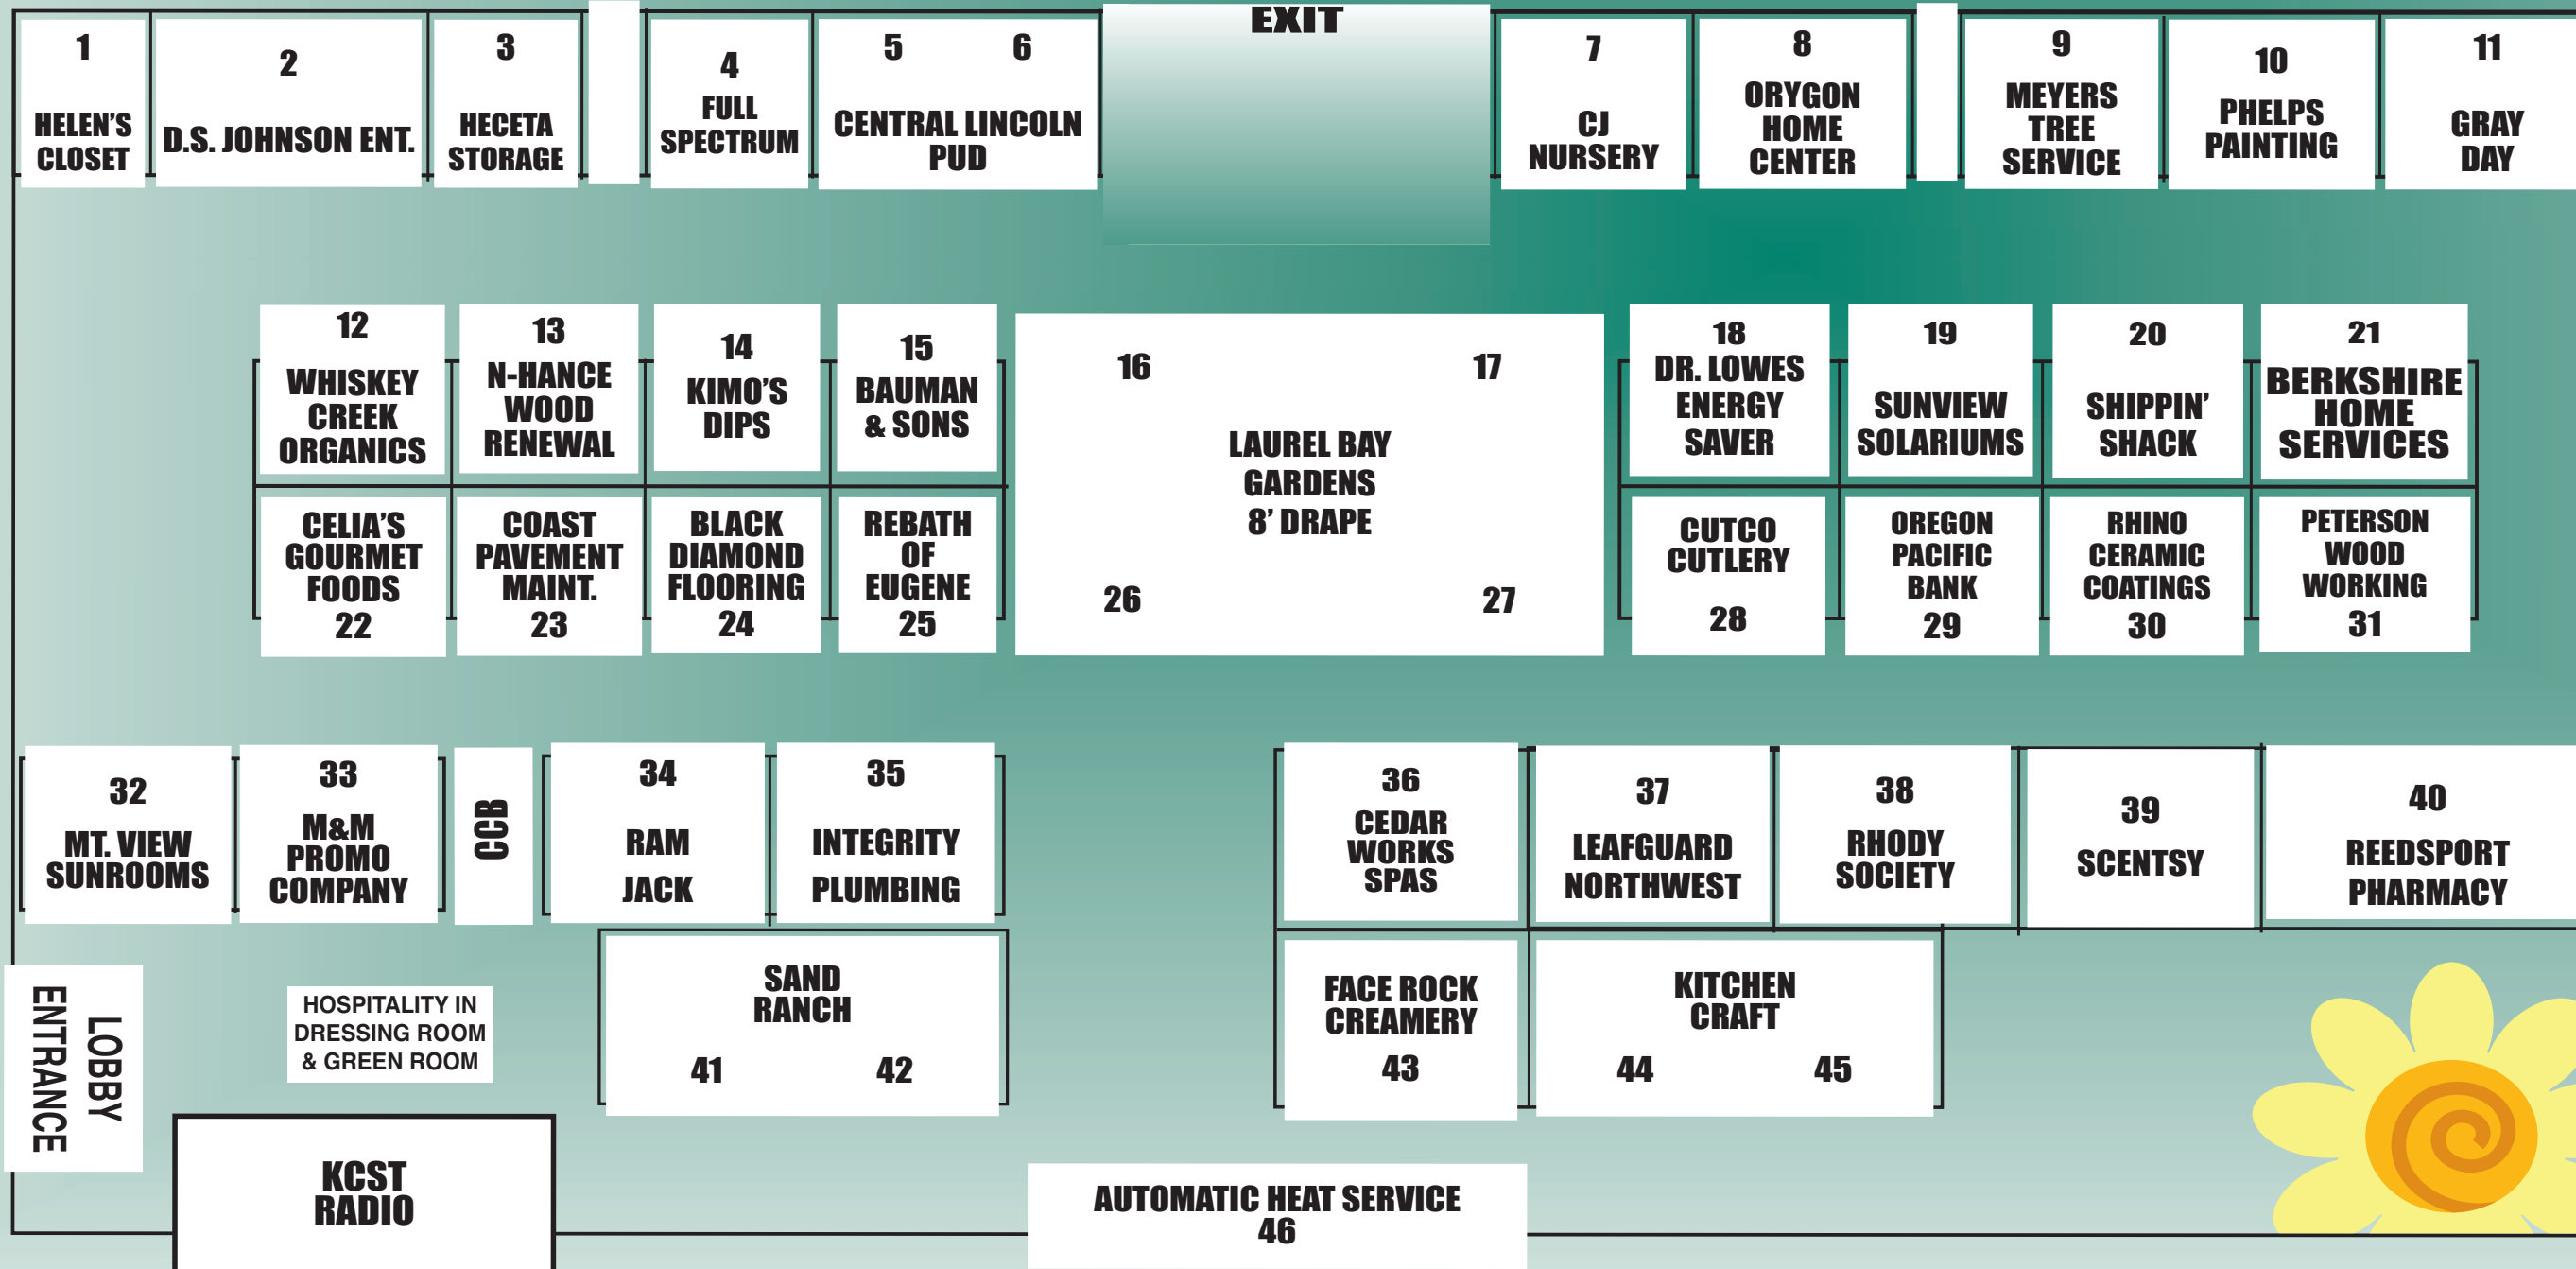 EXIT
1
HELEN'S
CLOSET
2
D.S. JOHNSON ENT.
3
HECETA
STORAGE
4
FULL
SPECTRUM
5 6
CENTRAL LINCOLN
PUD
7
CJ
NURSERY
8
ORYGON
HOME
CENTER
9
MEYERS
TREE
SERVICE
10
PHELPS
PAINTING
11
GRAY
DAY
12
WHISKEY
CREEK
ORGANICS
13
N-HANCE
WOOD
RENEWAL
14
KIMO'S
DIPS
15
BAUMAN
& SONS
16 17
LAUREL BAY
GARDENS
8' DRAPE
26 27
18
DR. LOWES
ENERGY
SAVER
19
SUNVIEW
SOLARIUMS
20
SHIPPIN'
SHACK
21
BERKSHIRE
HOME
SERVICES
CELIA'S
GOURMET
FOODS
22
COAST
PAVEMENT
MAINT.
23
BLACK
DIAMOND
FLOORING
24
REBATH
OF
EUGENE
25
CUTCO
CUTLERY
28
OREGON
PACIFIC
BANK
29
RHINO
CERAMIC
COATINGS
30
PETERSON
WOOD
WORKING
31
32
MT. VIEW
SUNROOMS
33
M&M
PROMO
COMPANY
CCB
34
RAM
JACK
35
INTEGRITY
PLUMBING
36
CEDAR
WORKS
SPAS
37
LEAFGUARD
NORTHWEST
38
RHODY
SOCIETY
39
SCENTSY
40
REEDSPORT
PHARMACY
LOBBY
ENTRANCE
HOSPITALITY IN
DRESSING ROOM
& GREEN ROOM
SAND
RANCH
41 42
FACE ROCK
CREAMERY
43
KITCHEN
CRAFT
44 45
KCST
RADIO
AUTOMATIC HEAT SERVICE
46